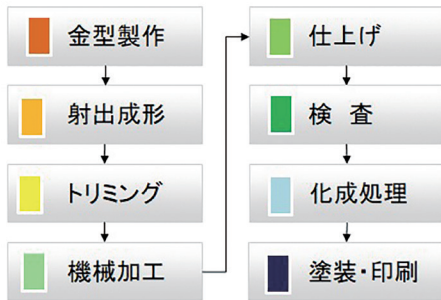 金型製作
射出成形
トリミング
機械加工
仕上げ
検 査
化成処理
塗装・印刷